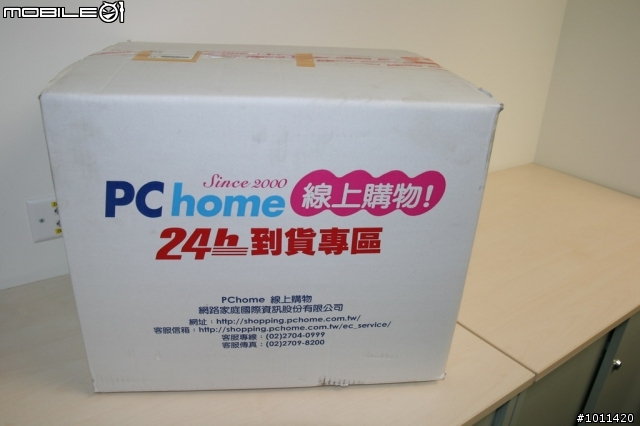 MOBILE01
Since 2000
PC home 線上購物!
24h 到貨專區
PChome 線上購物
網路家庭國際資訊股份有限公司
網址：http://shopping.pchome.com.tw/
客服信箱：http://shopping.pchome.com.tw/ec_service/
客服專線：(02)2704-0999
客服傳真：(02)2709-8200
#1011420